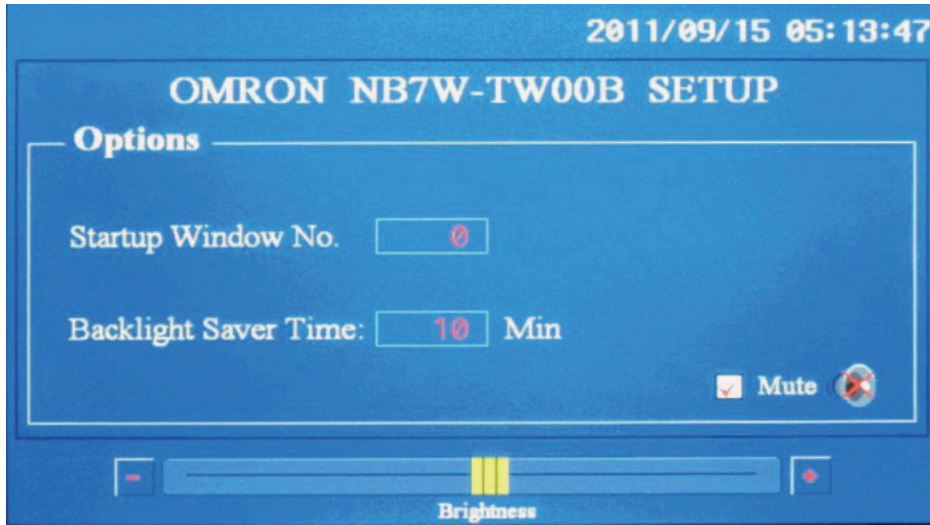 2011/09/15 05:13:47
OMRON NB7W-TW00B SETUP
Options
Startup Window No. 0
Backlight Saver Time: 10 Min
Mute
- +
Brightness